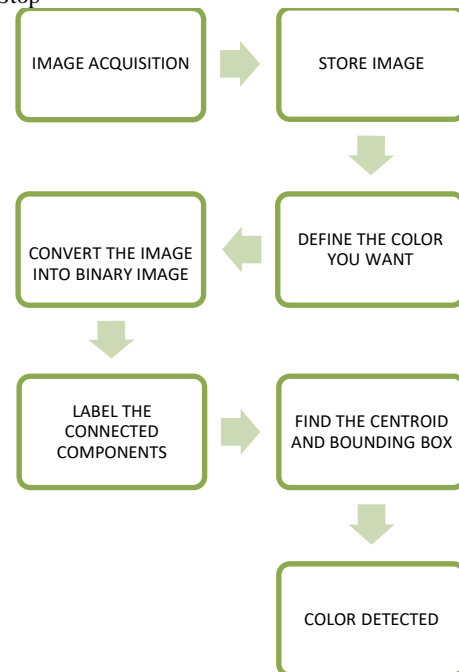 Stop
IMAGE ACQUISITION
STORE IMAGE
DEFINE THE COLOR
YOU WANT
CONVERT THE IMAGE
INTO BINARY IMAGE
LABEL THE
CONNECTED
COMPONENTS
FIND THE CENTROID
AND BOUNDING BOX
COLOR DETECTED